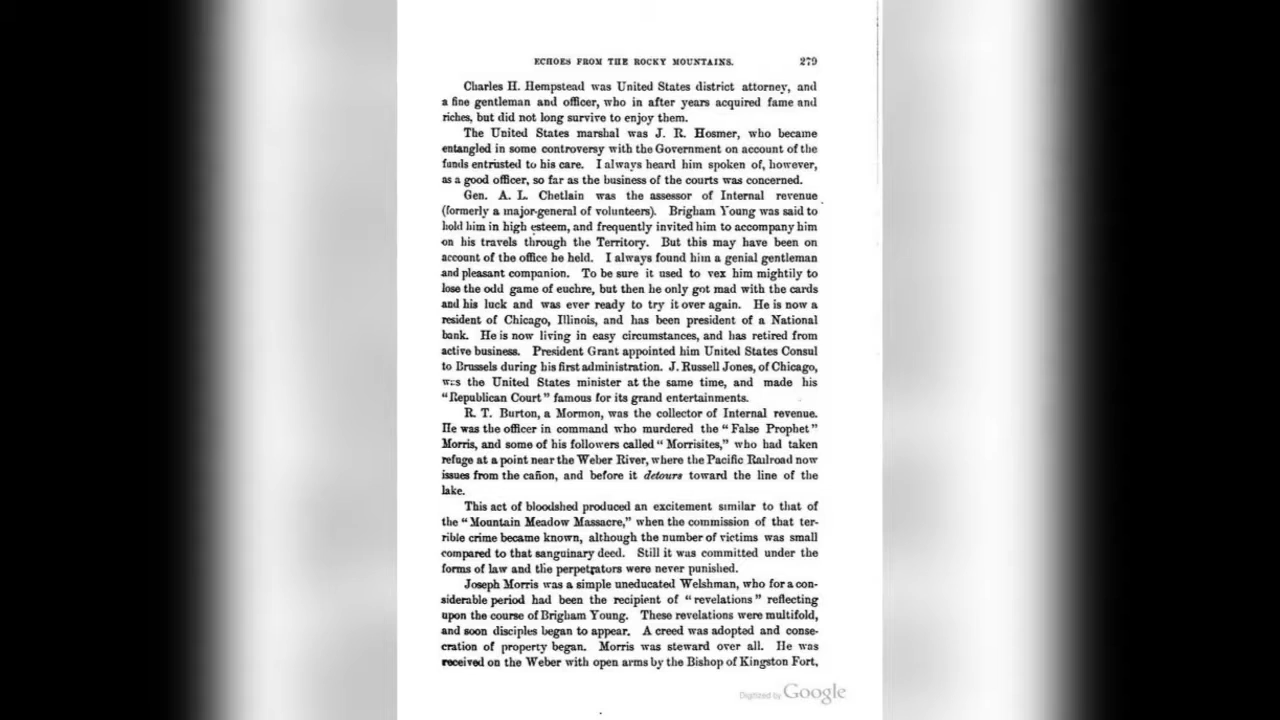 ECHOES FROM THE ROCKY MOUNTAINS. 279
Charles H. Hempstead was United States district attorney, and
a fine gentleman and officer, who in after years acquired fame and
riches, but did not long survive to enjoy them.
The United States marshal was J. R. Hosmer, who became
entangled in some controversy with the Government on account of the
funds entrusted to his care. I always heard him spoken of, however,
as a good officer, so far as the business of the courts was concerned.
Gen. A. L. Chetlain was the assessor of Internal revenue
(formerly a major-general of volunteers). Brigham Young was said to
hold him in high esteem, and frequently invited him to accompany him
on his travels through the Territory. But this may have been on
account of the office he held. I always found him a genial gentleman
and pleasant companion. To be sure it used to vex him mightily to
lose the odd game of euchre, but then he only got mad with the cards
and his luck and was ever ready to try it over again. He is now a
resident of Chicago, Illinois, and has been president of a National
bank. He is now living in easy circumstances, and has retired from
active business. President Grant appointed him United States Consul
to Brussels during his first administration. J. Russell Jones, of Chicago,
was the United States minister at the same time, and made his
"Republican Court" famous for its grand entertainments.
R. T. Burton, a Mormon, was the collector of Internal revenue.
He was the officer in command who murdered the "False Prophet"
Morris, and some of his followers called "Morrisites," who had taken
refuge at a point near the Weber River, where the Pacific Railroad now
issues from the cañon, and before it detours toward the line of the
lake.
This act of bloodshed produced an excitement similar to that of
the "Mountain Meadow Massacre," when the commission of that ter-
rible crime became known, although the number of victims was small
compared to that sanguinary deed. Still it was committed under the
forms of law and the perpetrators were never punished.
Joseph Morris was a simple uneducated Welshman, who for a con-
siderable period had been the recipient of "revelations" reflecting
upon the course of Brigham Young. These revelations were multifold,
and soon disciples began to appear. A creed was adopted and conse-
cration of property began. Morris was steward over all. He was
received on the Weber with open arms by the Bishop of Kingston Fort,
Digitized by Google